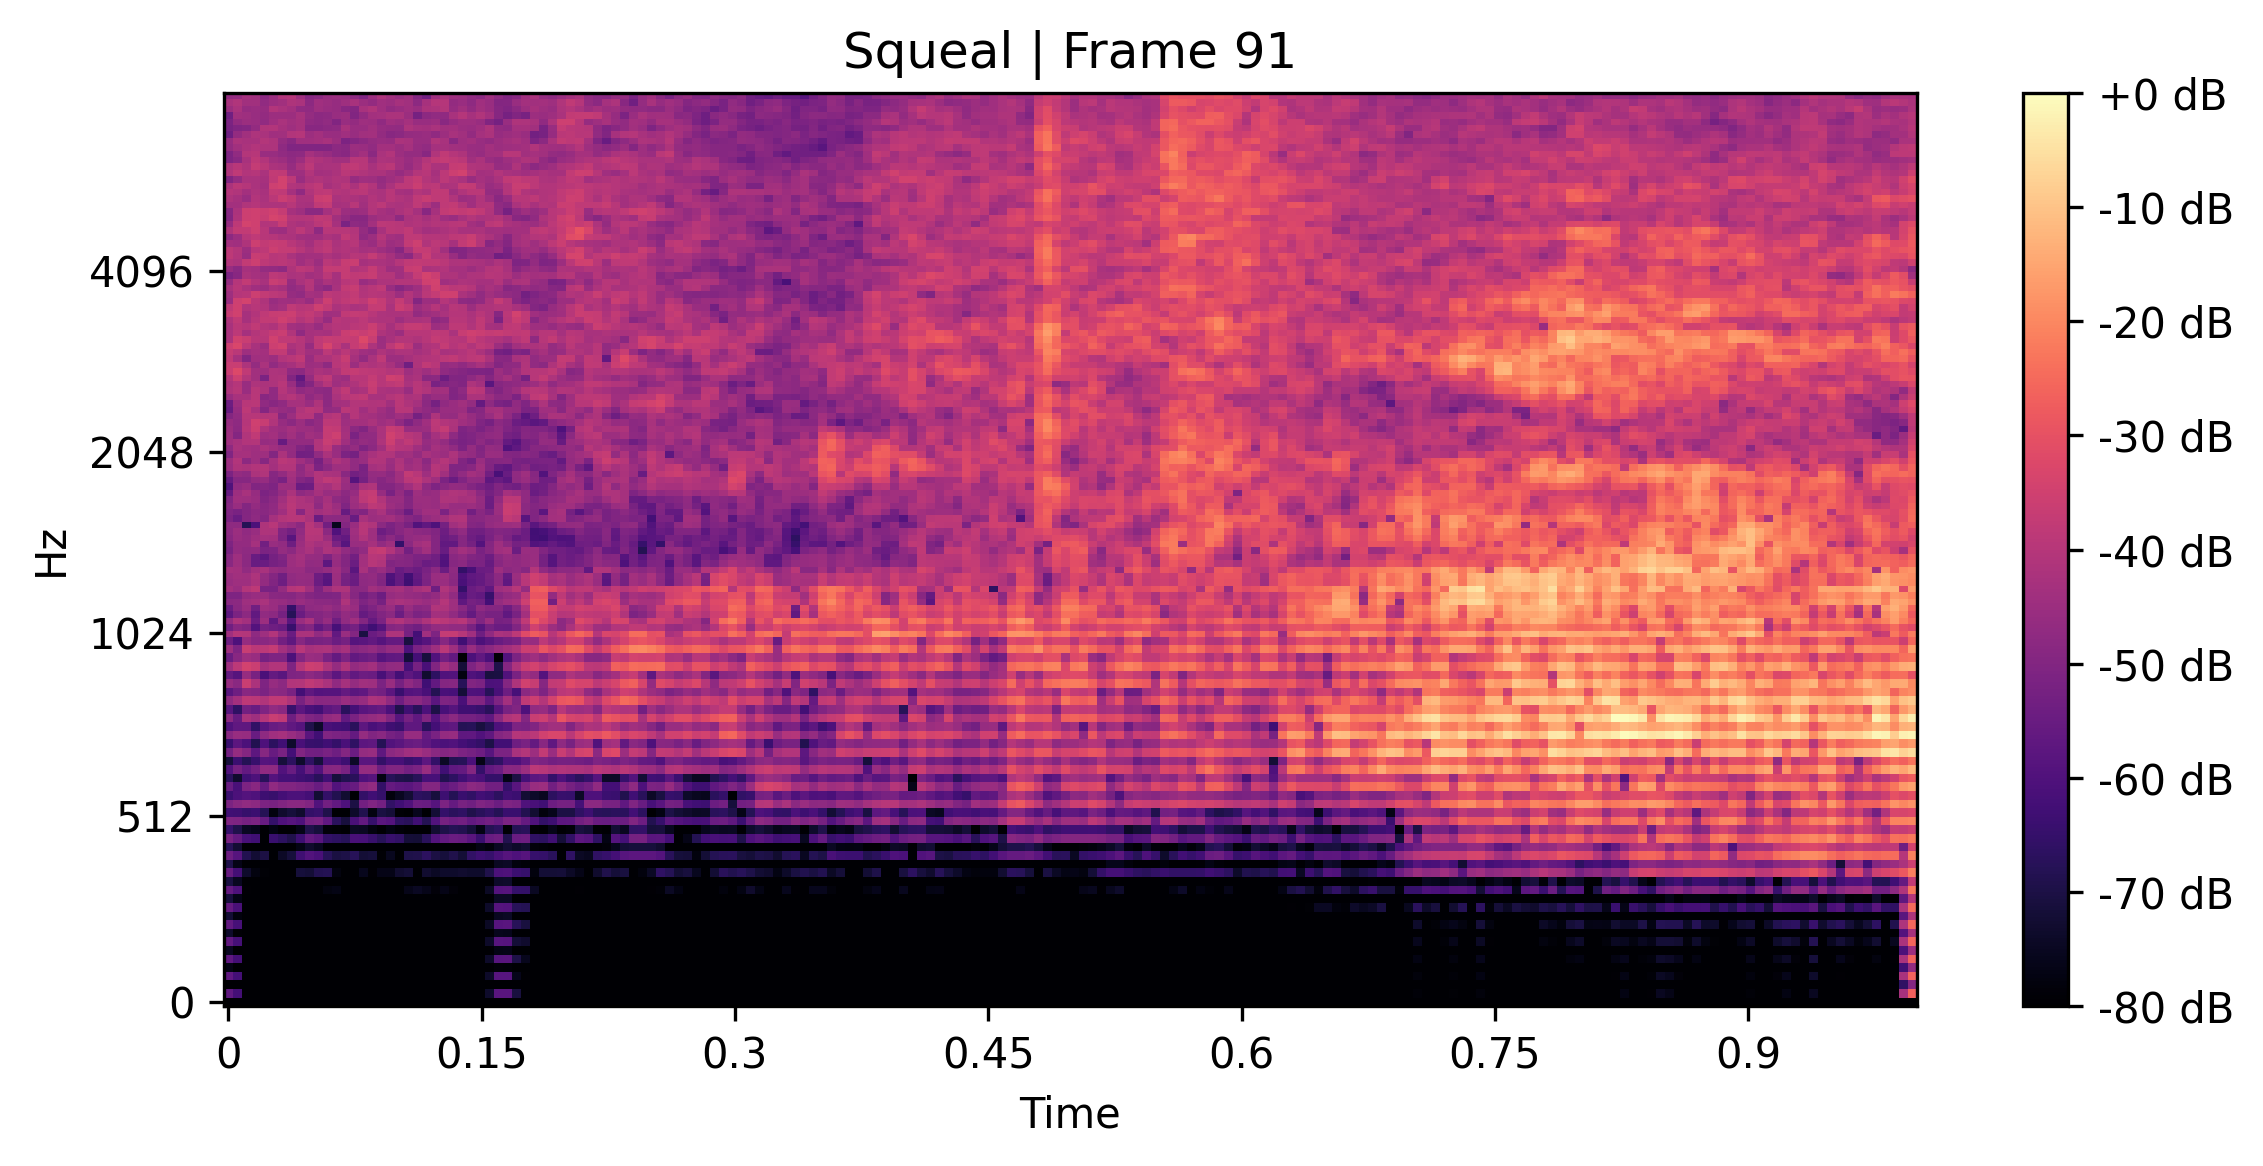 Squeal | Frame 91
Hz
4096
2048
1024
512
0
0 0.15 0.3 0.45 0.6 0.75 0.9
Time
+0 dB
-10 dB
-20 dB
-30 dB
-40 dB
-50 dB
-60 dB
-70 dB
-80 dB